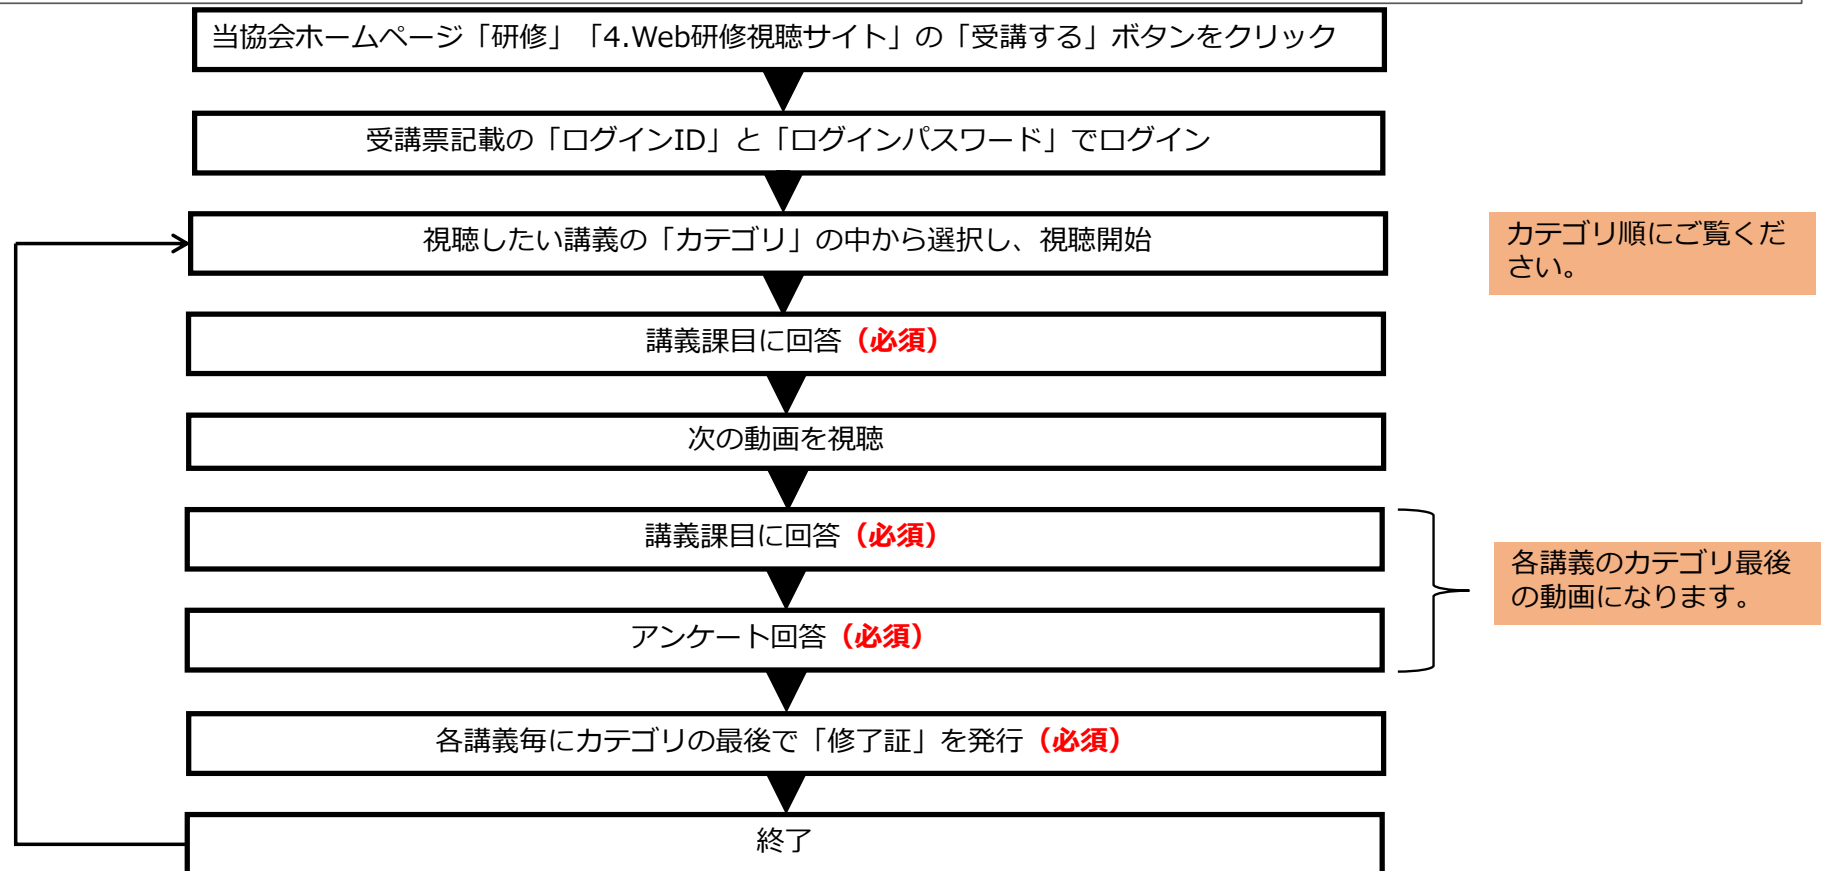 当協会ホームページ「研修」「4.Web研修視聴サイト」の「受講する」ボタンをクリック
受講票記載の「ログインID」と「ログインパスワード」でログイン
視聴したい講義の「カテゴリ」の中から選択し、視聴開始
カテゴリ順にご覧くだ
さい。
講義課目に回答（必須）
次の動画を視聴
講義課目に回答（必須）
各講義のカテゴリ最後
の動画になります。
アンケート回答（必須）
各講義毎にカテゴリの最後で「修了証」を発行（必須）
終了